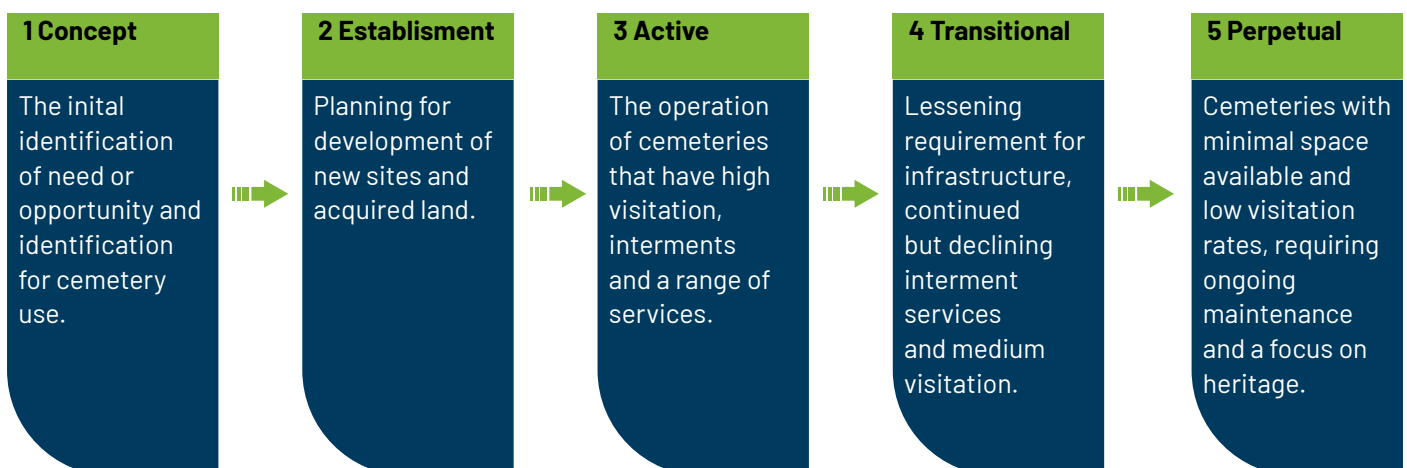 1 Concept
The inital
identification
of need or
opportunity and
identification
for cemetery
use.
2 Establisment
Planning for
development of
new sites and
acquired land.
3 Active
The operation
of cemeteries
that have high
visitation,
interments
and a range of
services.
4 Transitional
Lessening
requirement for
infrastructure,
continued
but declining
interment
services
and medium
visitation.
5 Perpetual
Cemeteries with
minimal space
available and
low visitation
rates, requiring
ongoing
maintenance
and a focus on
heritage.